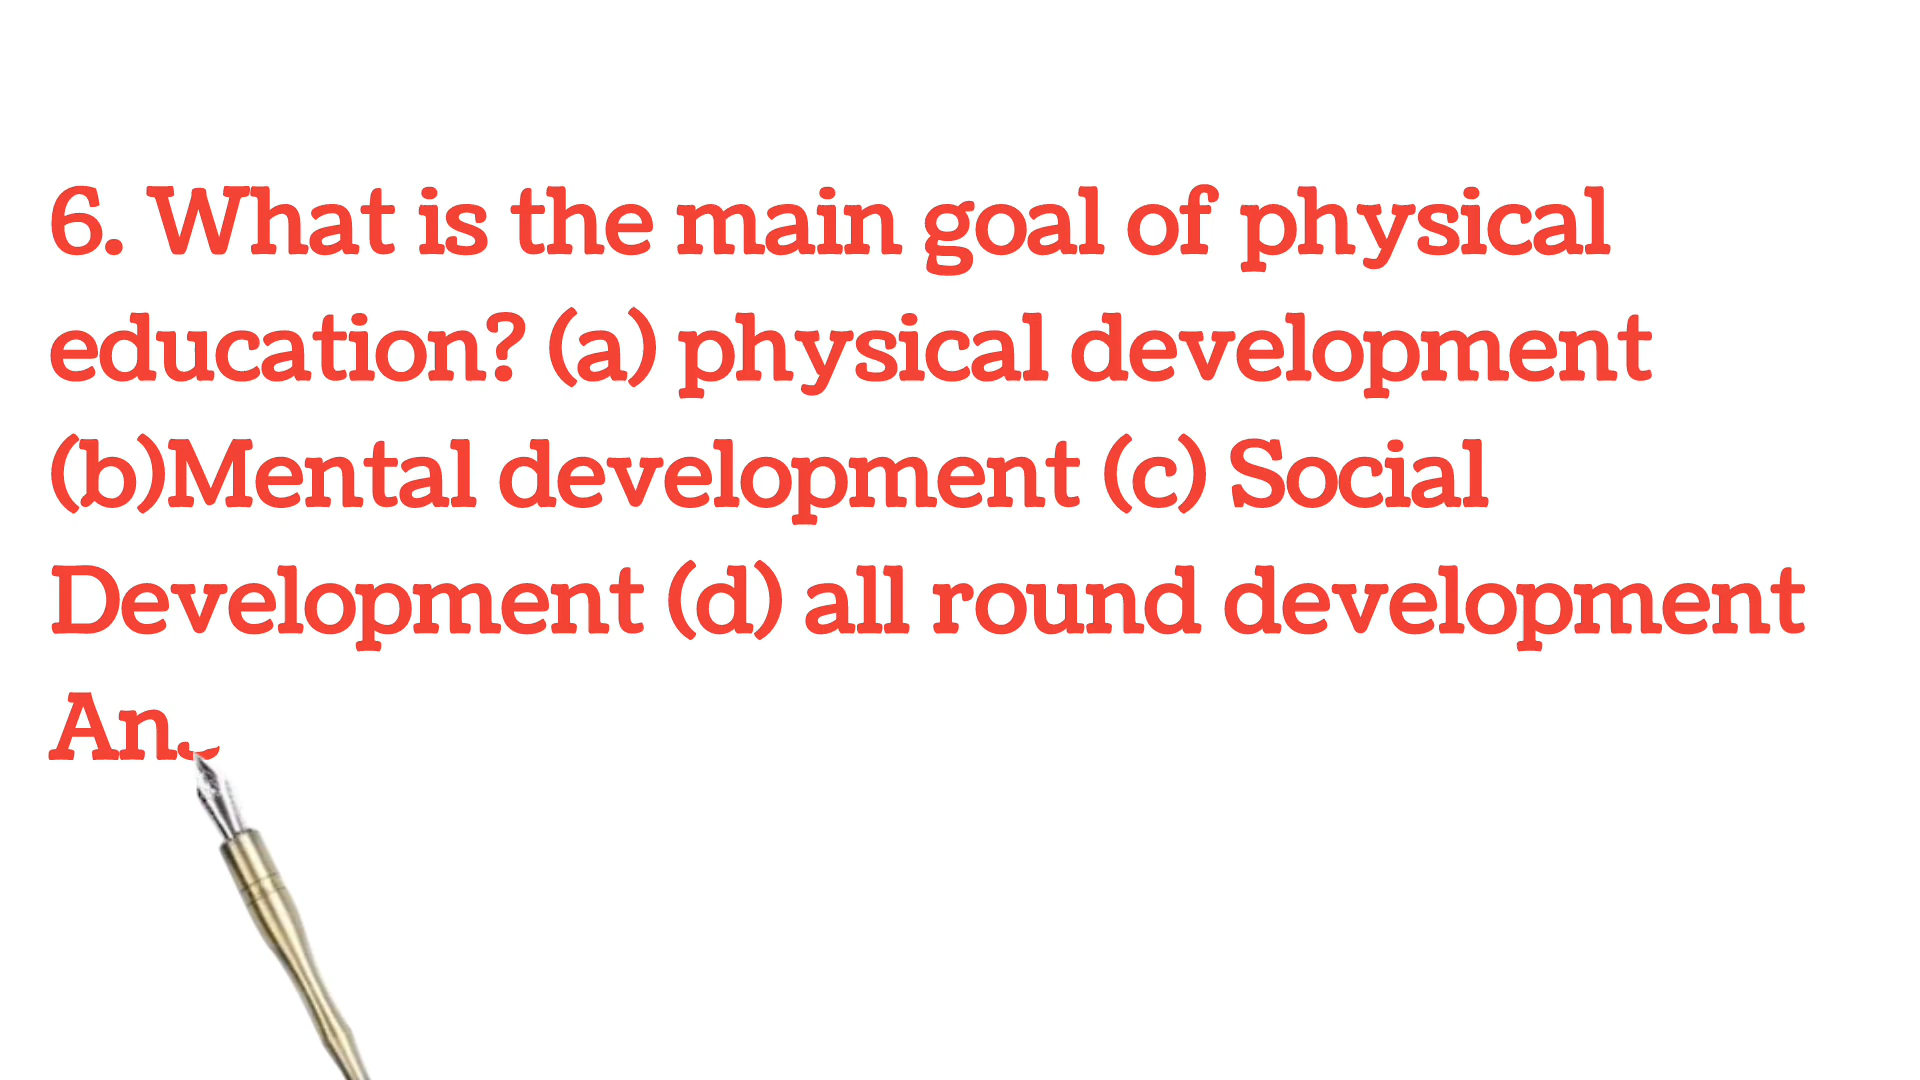 6. What is the main goal of physical
education? (a) physical development
(b)Mental development (c) Social
Development (d) all round development
An